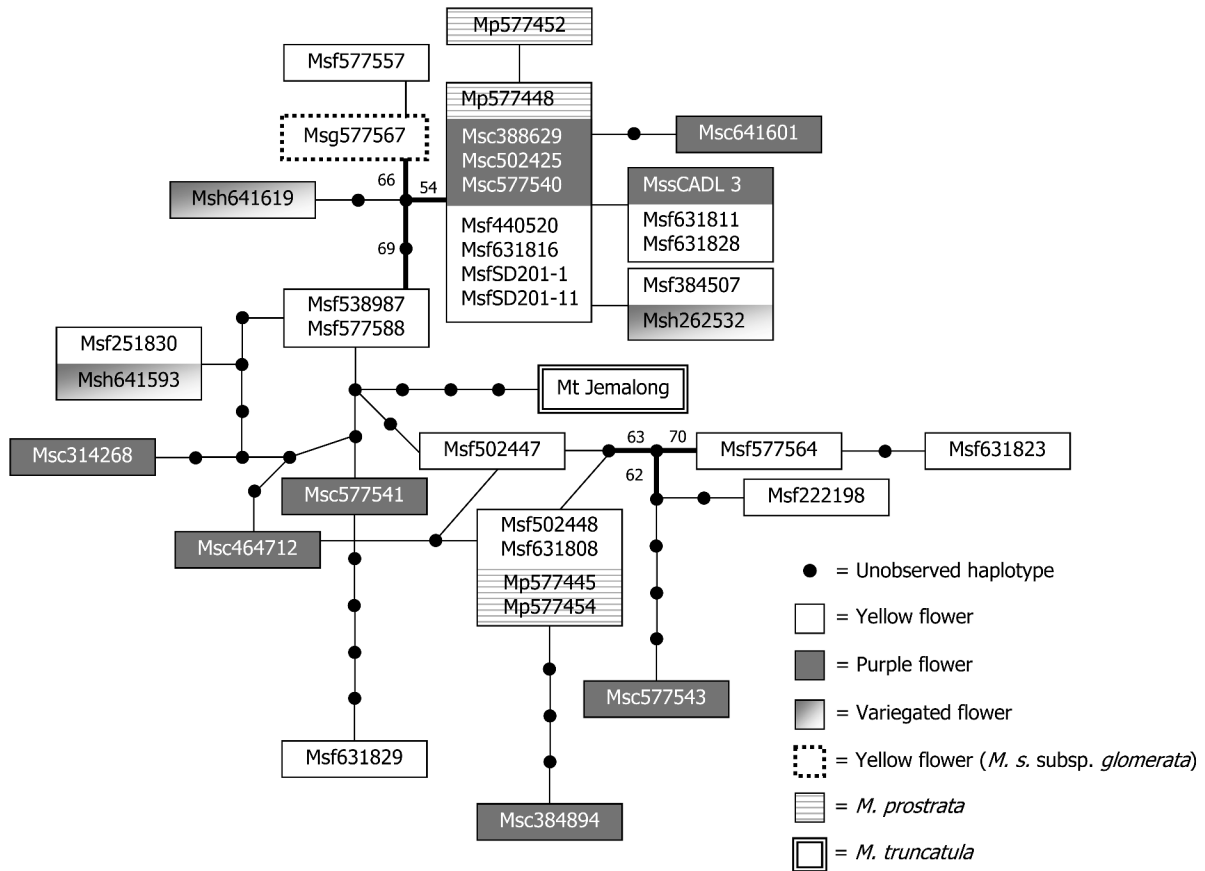 Mp577452
Msf577557
Mp577448
Msg577567
Msc388629
Msc502425
Msc577540
Msc641601
66
54
Msh641619
MssCADL 3
Msf631811
Msf631828
Msf440520
Msf631816
MsfSD201-1
MsfSD201-11
69
Msf384507
Msh262532
Msf538987
Msf577588
Msf251830
Msh641593
Mt Jemalong
Msc314268
Msf502447
63
70
62
Msf577564
Msf631823
Msc577541
Msf222198
Msc464712
Msf502448
Msf631808
Mp577445
Mp577454
Msc577543
Msf631829
Msc384894
= Unobserved haplotype
= Yellow flower
= Purple flower
= Variegated flower
= Yellow flower (M. s. subsp. glomerata)
= M. prostrata
= M. truncatula